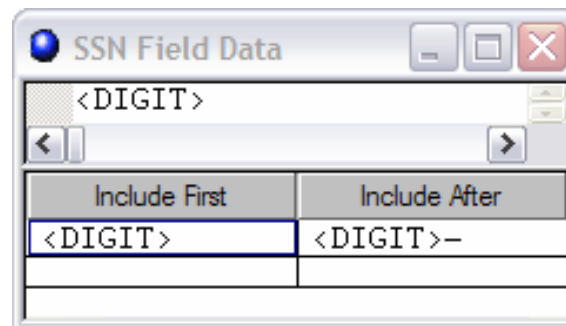 SSN Field Data
<DIGIT>
Include First Include After
<DIGIT> <DIGIT>-